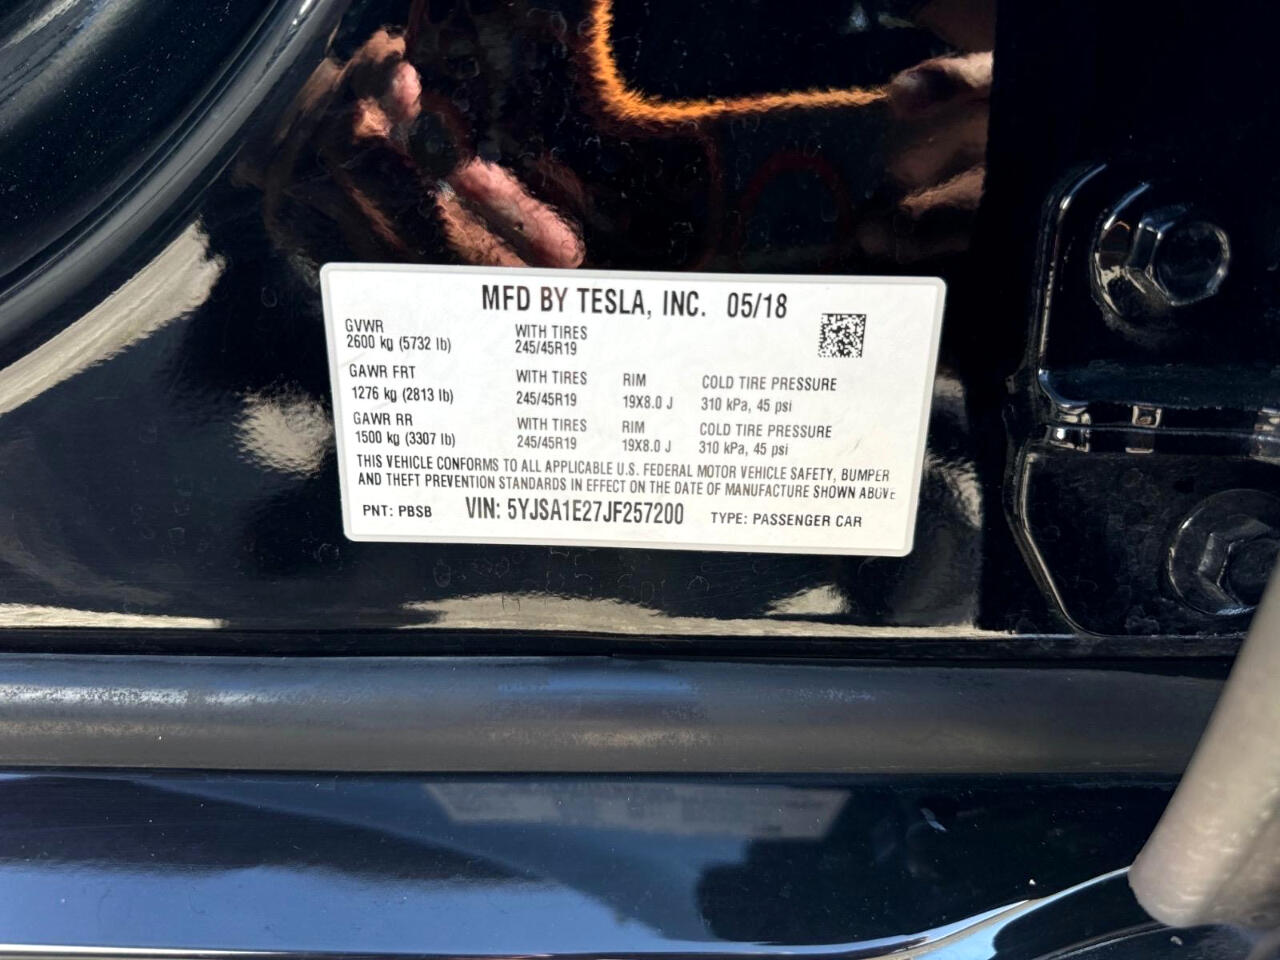 MFD BY TESLA, INC. 05/18
GVWR WITH TIRES
2600 kg (5732 lb) 245/45R19
GAWR FRT WITH TIRES RIM COLD TIRE PRESSURE
1276 kg (2813 lb) 245/45R19 19X8.0 J 310 kPa, 45 psi
GAWR RR WITH TIRES RIM COLD TIRE PRESSURE
1500 kg (3307 lb) 245/45R19 19X8.0 J 310 kPa, 45 psi
THIS VEHICLE CONFORMS TO ALL APPLICABLE U.S. FEDERAL MOTOR VEHICLE SAFETY, BUMPER
AND THEFT PREVENTION STANDARDS IN EFFECT ON THE DATE OF MANUFACTURE SHOWN ABOVE
PNT: PBSB VIN: 5YJSA1E27JF257200 TYPE: PASSENGER CAR